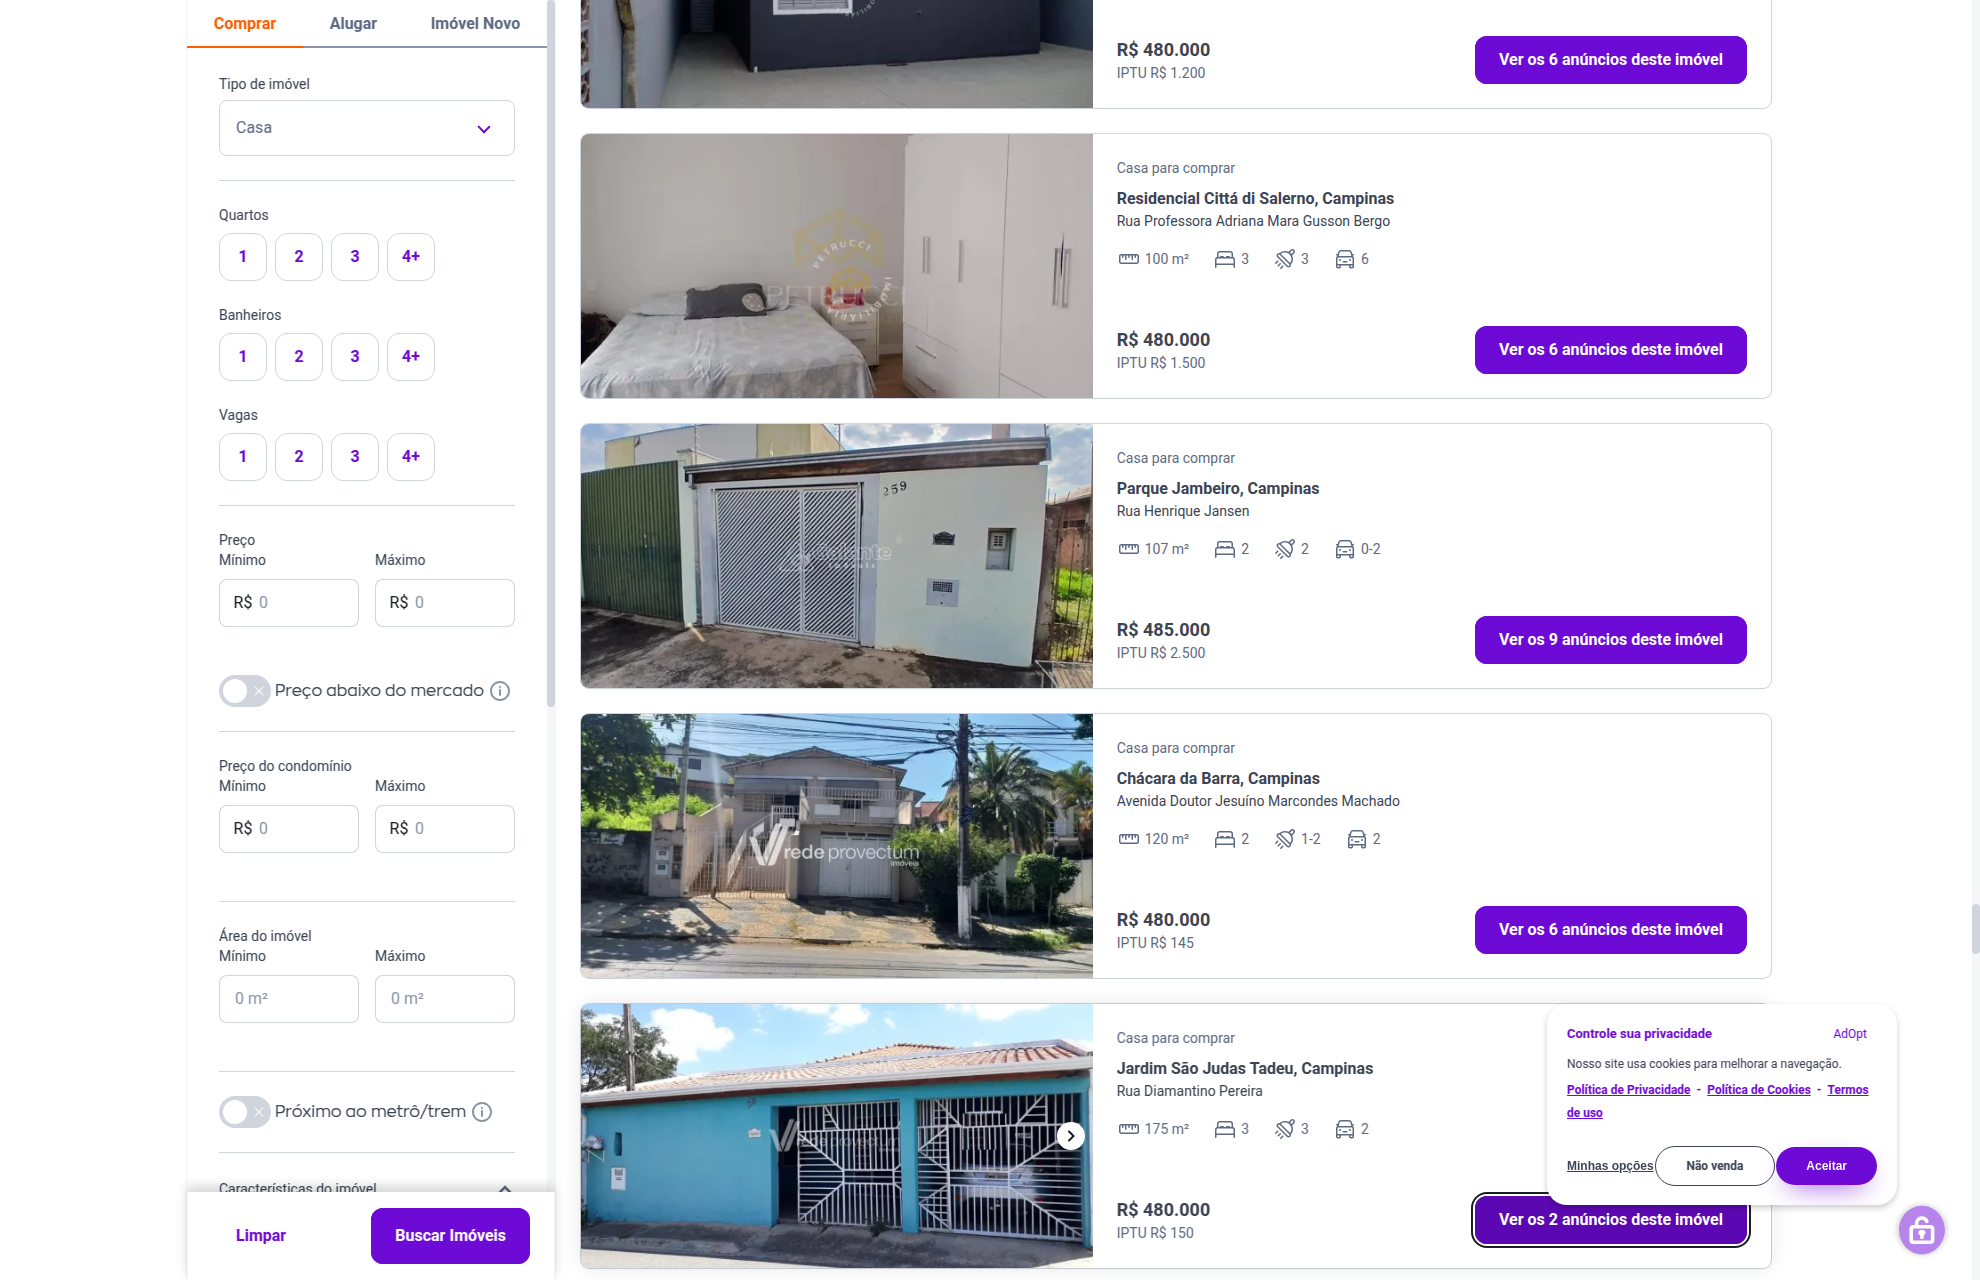 Comprar
Alugar
Imóvel Novo
Tipo de imóvel
Casa
Quartos
1
2
3
4+
Banheiros
1
2
3
4+
Vagas
1
2
3
4+
Preço
Mínimo
Máximo
R$ 0
R$ 0
Preço abaixo do mercado
Preço do condomínio
Mínimo
Máximo
R$ 0
R$ 0
Área do imóvel
Mínimo
Máximo
0 m²
0 m²
Próximo ao metrô/trem
Características do imóvel
Limpar
Buscar Imóveis
R$ 480.000
IPTU R$ 1.200
Ver os 6 anúncios deste imóvel
PETRUCCI
IMOBILIÁRIA
PETRUCCI
Casa para comprar
Residencial Cittá di Salerno, Campinas
Rua Professora Adriana Mara Gusson Bergo
100 m²
3
3
6
R$ 480.000
IPTU R$ 1.500
Ver os 6 anúncios deste imóvel
259
imóveis
Casa para comprar
Parque Jambeiro, Campinas
Rua Henrique Jansen
107 m²
2
2
0-2
R$ 485.000
IPTU R$ 2.500
Ver os 9 anúncios deste imóvel
rede provectum
imóveis
Casa para comprar
Chácara da Barra, Campinas
Avenida Doutor Jesuíno Marcondes Machado
120 m²
2
1-2
2
R$ 480.000
IPTU R$ 145
Ver os 6 anúncios deste imóvel
rede provectum
Casa para comprar
Jardim São Judas Tadeu, Campinas
Rua Diamantino Pereira
175 m²
3
3
2
R$ 480.000
IPTU R$ 150
Ver os 2 anúncios deste imóvel
Controle sua privacidade
AdOpt
Nosso site usa cookies para melhorar a navegação.
Política de Privacidade - Política de Cookies - Termos
de uso
Minhas opções
Não venda
Aceitar